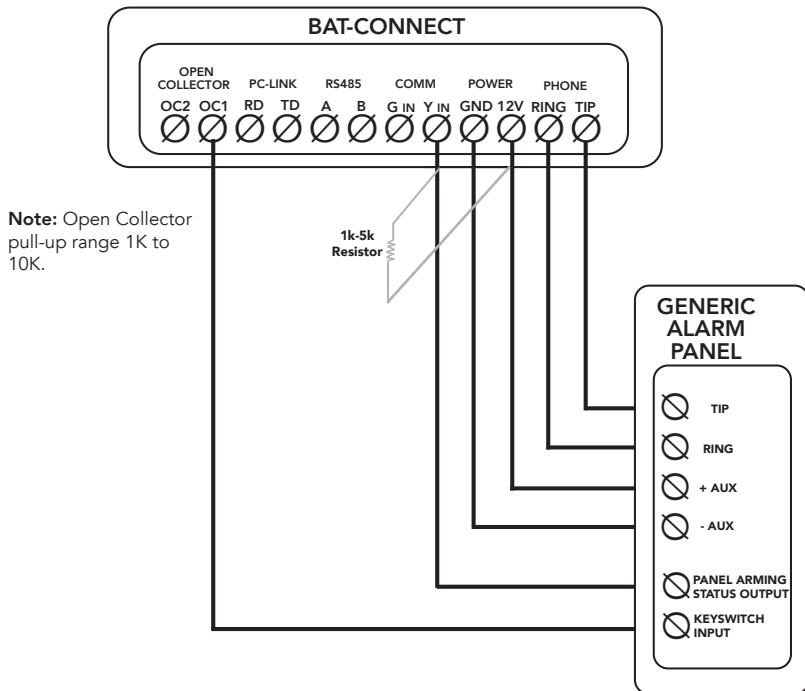 BAT-CONNECT
OPEN
COLLECTOR
PC-LINK
RS485
COMM
POWER
PHONE
OC2 OC1 RD TD A B G IN Y IN GND 12V RING TIP
Note: Open Collector
pull-up range 1K to
10K.
1k-5k
Resistor
GENERIC
ALARM
PANEL
TIP
RING
+ AUX
- AUX
PANEL ARMING
STATUS OUTPUT
KEYSWITCH
INPUT